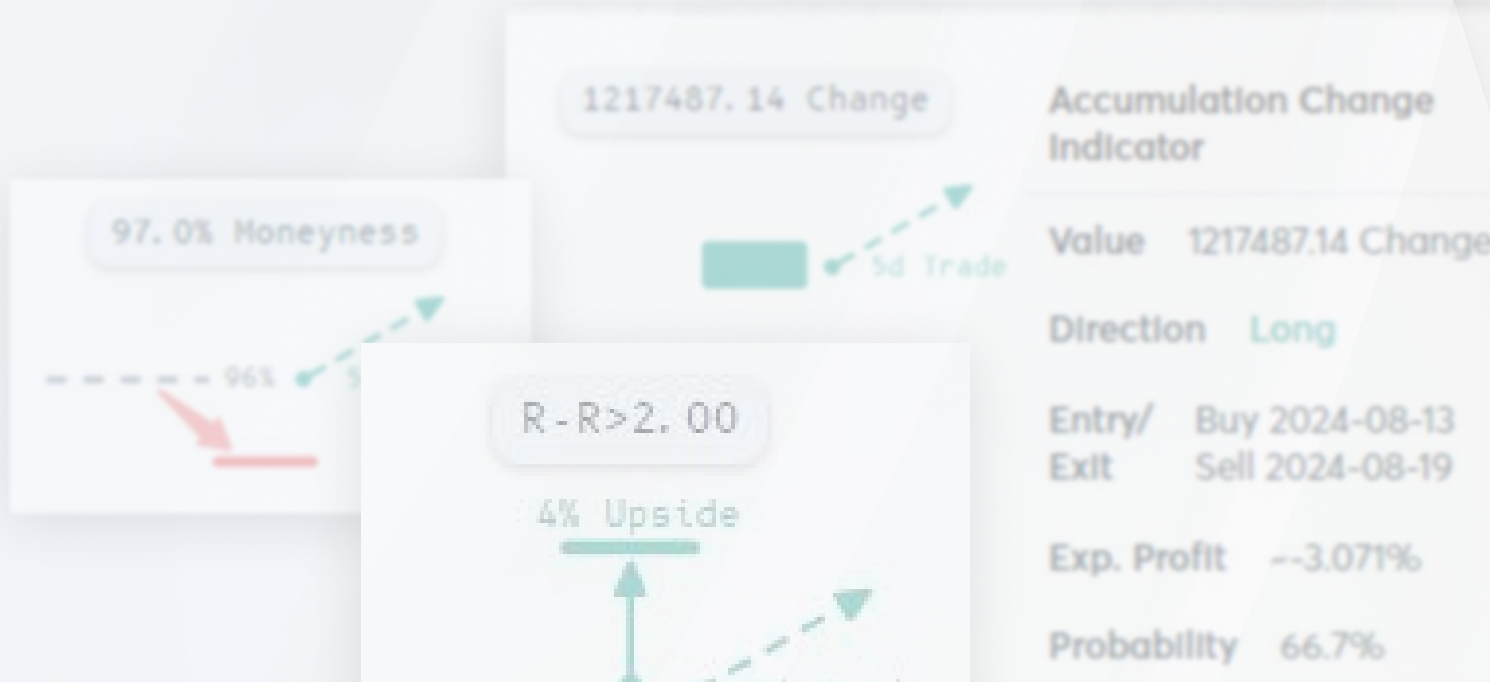 1217487.14 Change
5d Trade
97.0% Moneyness
96%
5
R-R>2.00
4% Upside
Accumulation Change
Indicator
Value 1217487.14 Change
Direction Long
Entry/ Buy 2024-08-13
Exit Sell 2024-08-19
Exp. Profit --3.071%
Probability 66.7%